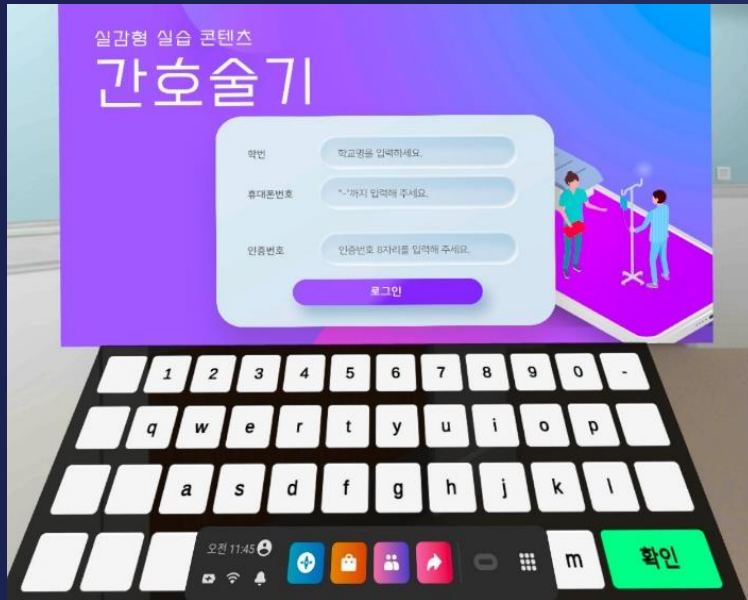 실감형 실습 콘텐츠
간호술기
학번 학교명을 입력하세요.
휴대폰번호 "-"까지 입력해 주세요.
인증번호 인증번호 8자리를 입력해 주세요.
로그인
1 2 3 4 5 6 7 8 9 0 -
q w e r t y u i o p
a s d f g h j k l
m 확인
오전 11:45